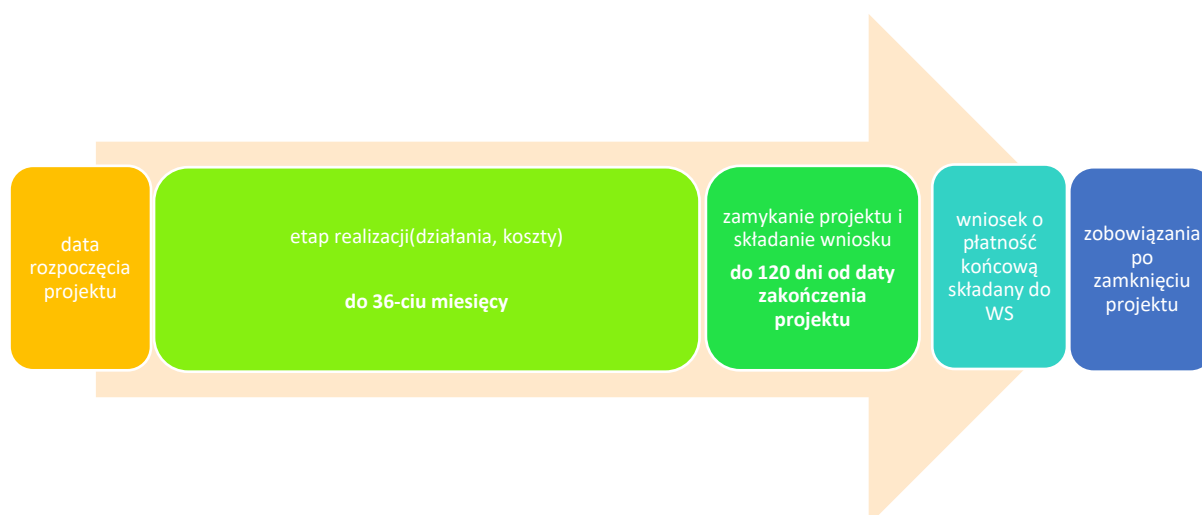 data
rozpoczęcia
projektu
etap realizacji(działania, koszty)
do 36-ciu miesięcy
zamykanie projektu i
składanie wniosku
do 120 dni od daty
zakończenia
projektu
wniosek o
płatność
końcową
składany do
WS
zobowiązania
po
zamknięciu
projektu